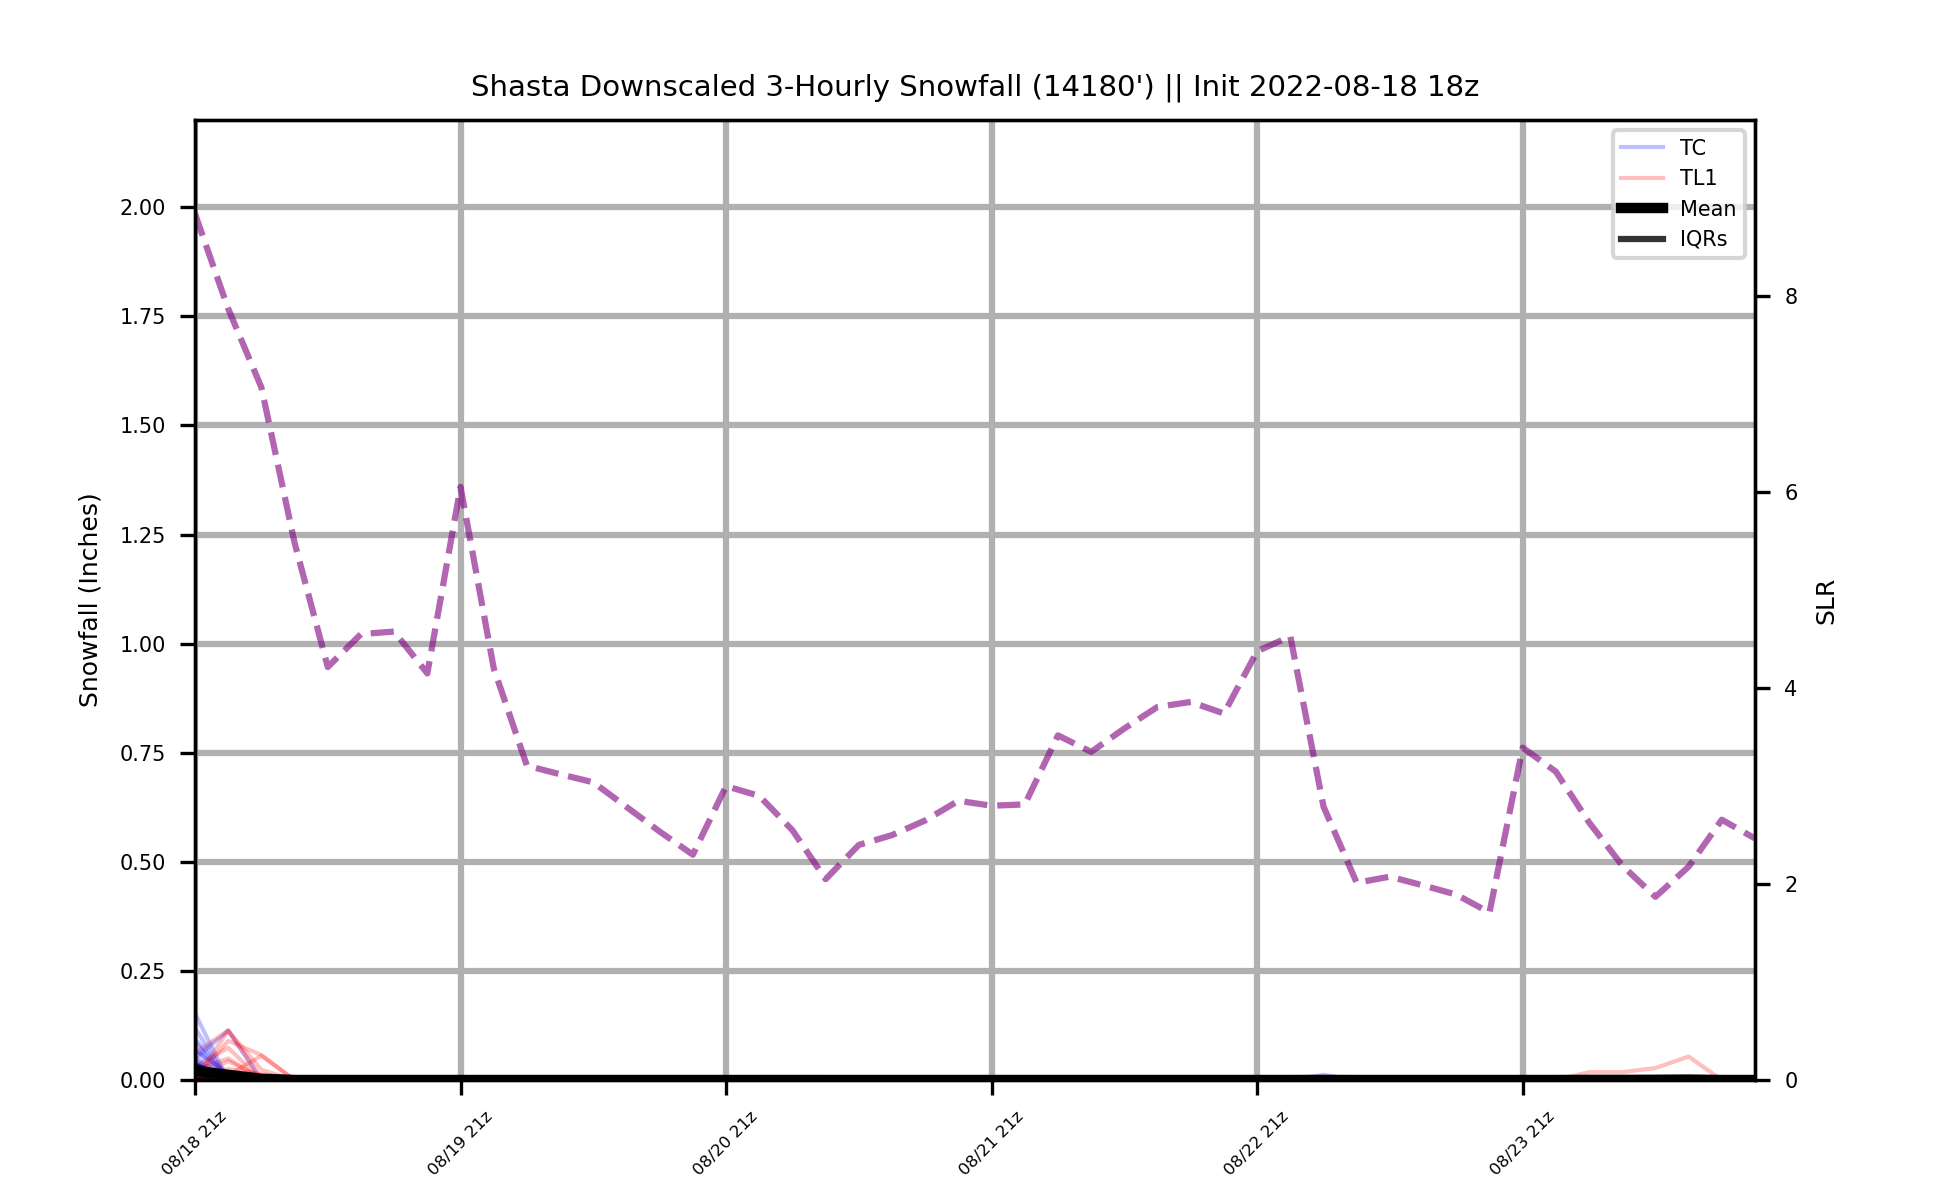 Shasta Downscaled 3-Hourly Snowfall (14180') || Init 2022-08-18 18z
TC
TL1
Mean
IQRs
Snowfall (Inches)
2.00
1.75
1.50
1.25
1.00
0.75
0.50
0.25
0.00
8
6
4
2
0
SLR
08/18 21z
08/19 21z
08/20 21z
08/21 21z
08/22 21z
08/23 21z